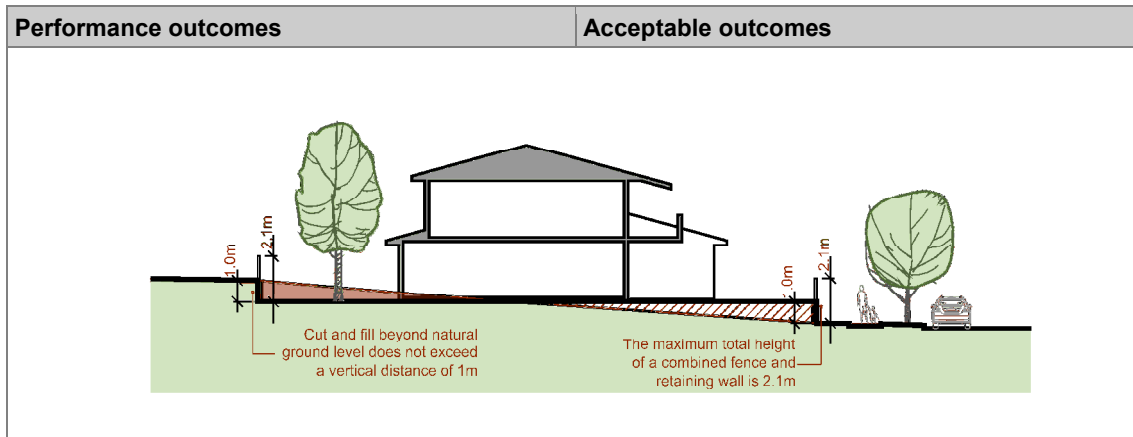 Performance outcomes
Acceptable outcomes
1.0m
2.1m
.0m
2.1m
Cut and fill beyond natural
ground level does not exceed
a vertical distance of 1m
The maximum total height
of a combined fence and
retaining wall is 2.1m